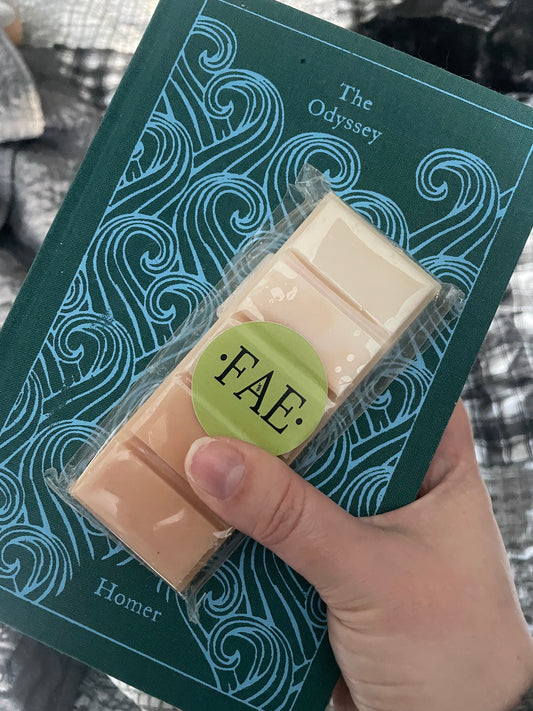 The
Odyssey
·FAE·
Homer